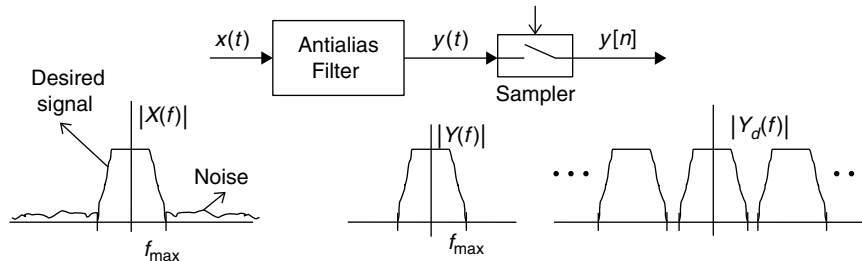 x(t)
Antialias
Filter
y(t)
y[n]
Sampler
Desired
signal
|X(f)|
Noise
f_max
|Y(f)|
f_max
|Y_d(f)|